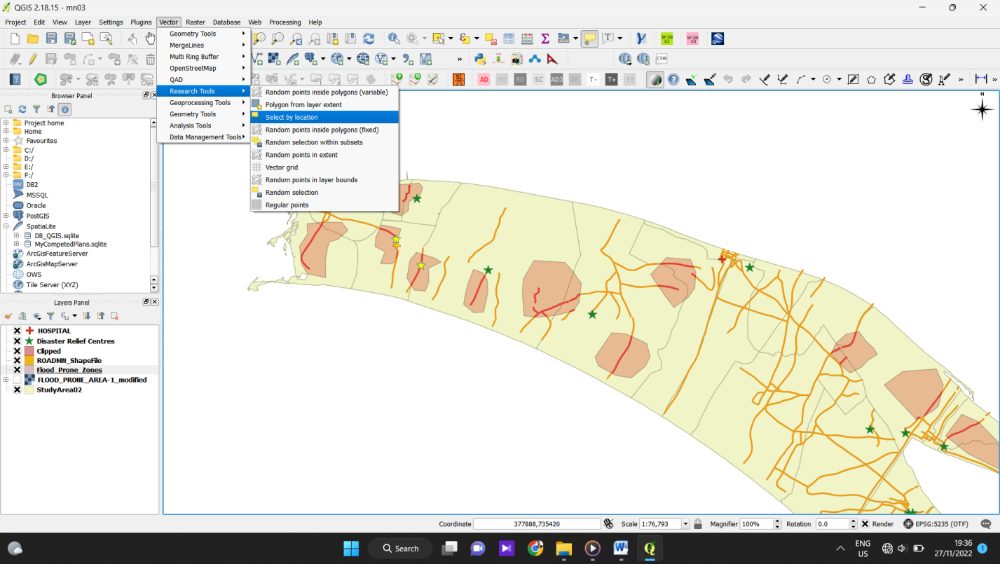 QGIS 2.18.15 - mn03
Project Edit View Layer Settings Plugins Vector Raster Database Web Processing Help
SP QB 02
SP QB 03
CSW
SL
AD MO RO SC ADJ 2P T- T+ !!
Geometry Tools
MergeLines
Multi Ring Buffer
OpenStreetMap
QAD
Research Tools
Geoprocessing Tools
Geometry Tools
Analysis Tools
Data Management Tools
Random points inside polygons (variable)
Polygon from layer extent
Select by location
Random points inside polygons (fixed)
Random selection within subsets
Random points in extent
Vector grid
Random points in layer bounds
Random selection
Regular points
Browser Panel
Project home
Home
Favourites
C:/
D:/
E:/
F:/
DB2
MSSQL
Oracle
PostGIS
SpatiaLite
DB_QGIS.sqlite
MyCompetedPlans.sqlite
ArcGisFeatureServer
ArcGisMapServer
OWS
Tile Server (XYZ)
Layers Panel
HOSPITAL
Disaster Relief Centres
Clipped
ROADMN_ShapeFile
Flood_Prone_Zones
FLOOD_PRONE_AREA-1_modified
StudyArea02
N
Coordinate 377888,735420 Scale 1:76,793 Magnifier 100% Rotation 0.0 Render EPSG:5235 (OTF)
Search
ENG
US
19:36
27/11/2022
1